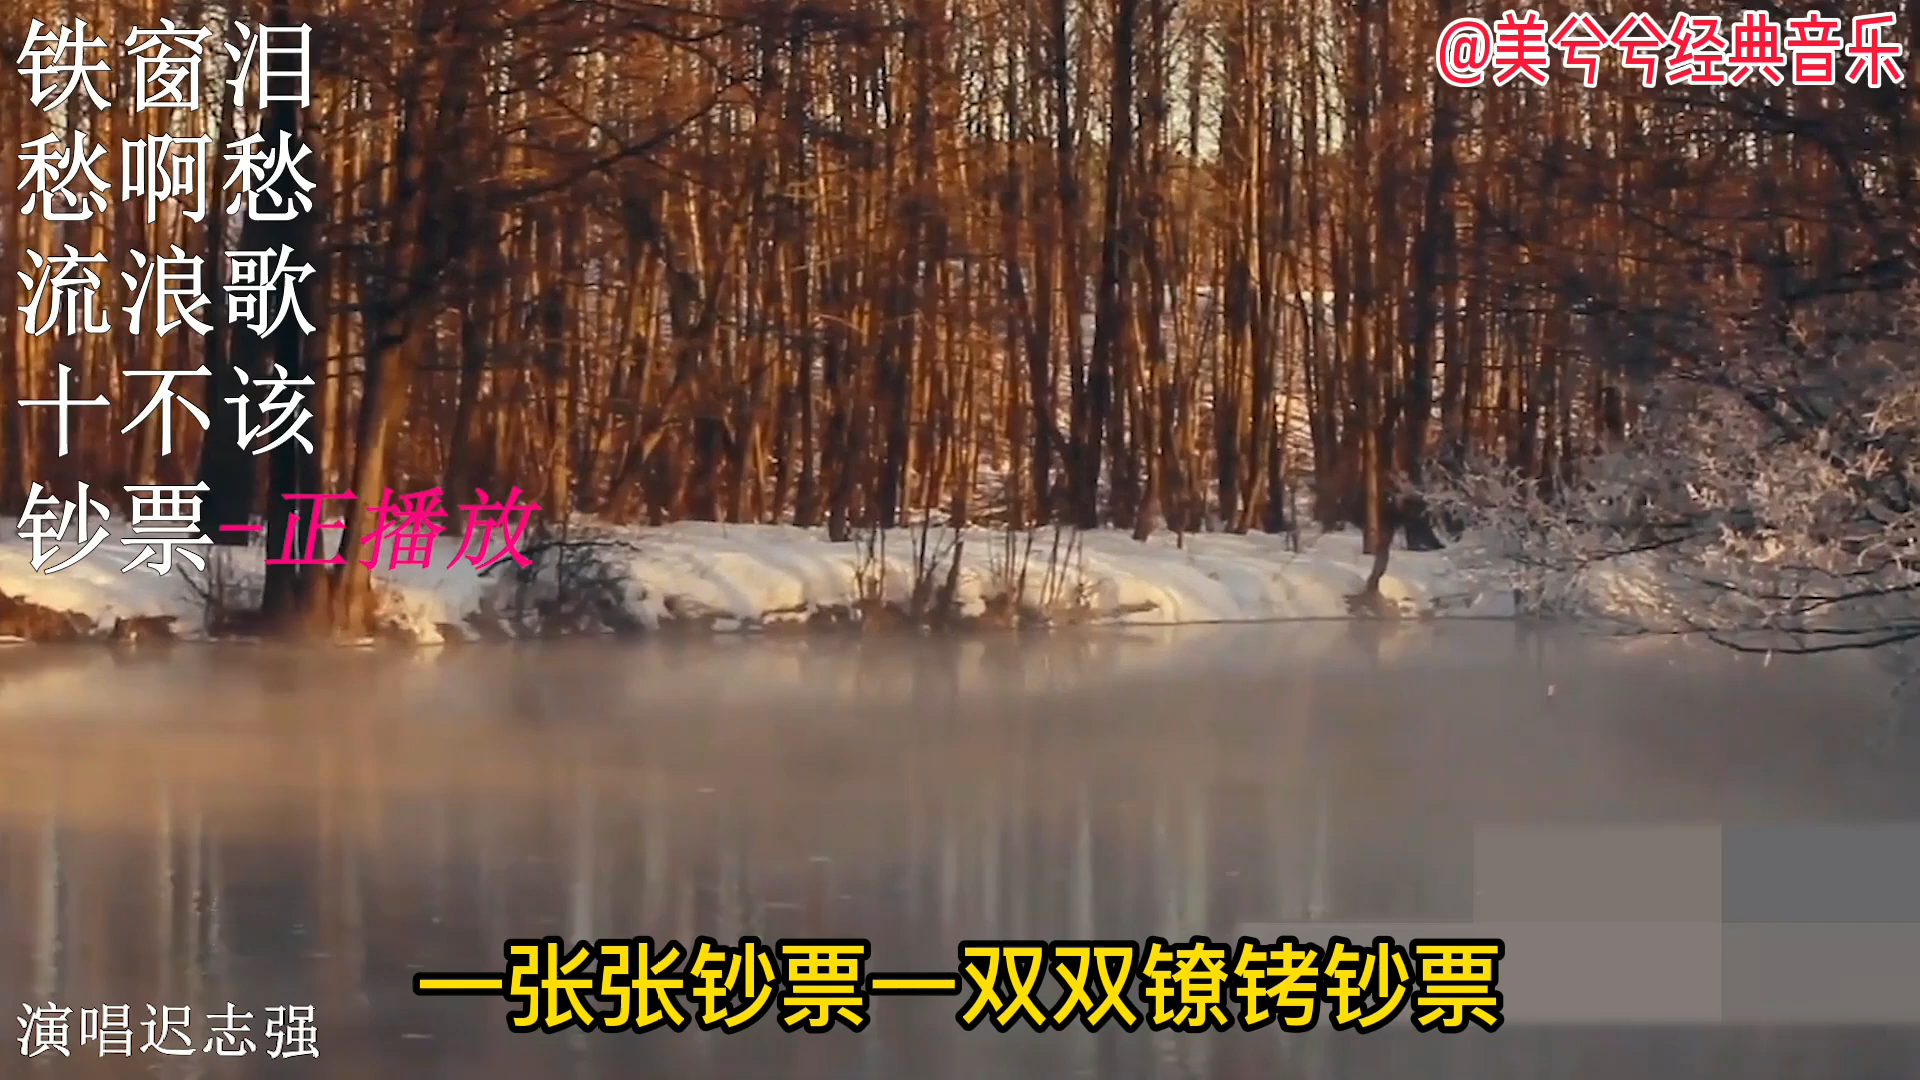 铁窗泪
@美兮兮经典音乐
愁啊愁
流浪歌
十不该
钞票-正播放
一张张钞票一双双镣铐钞票
演唱迟志强